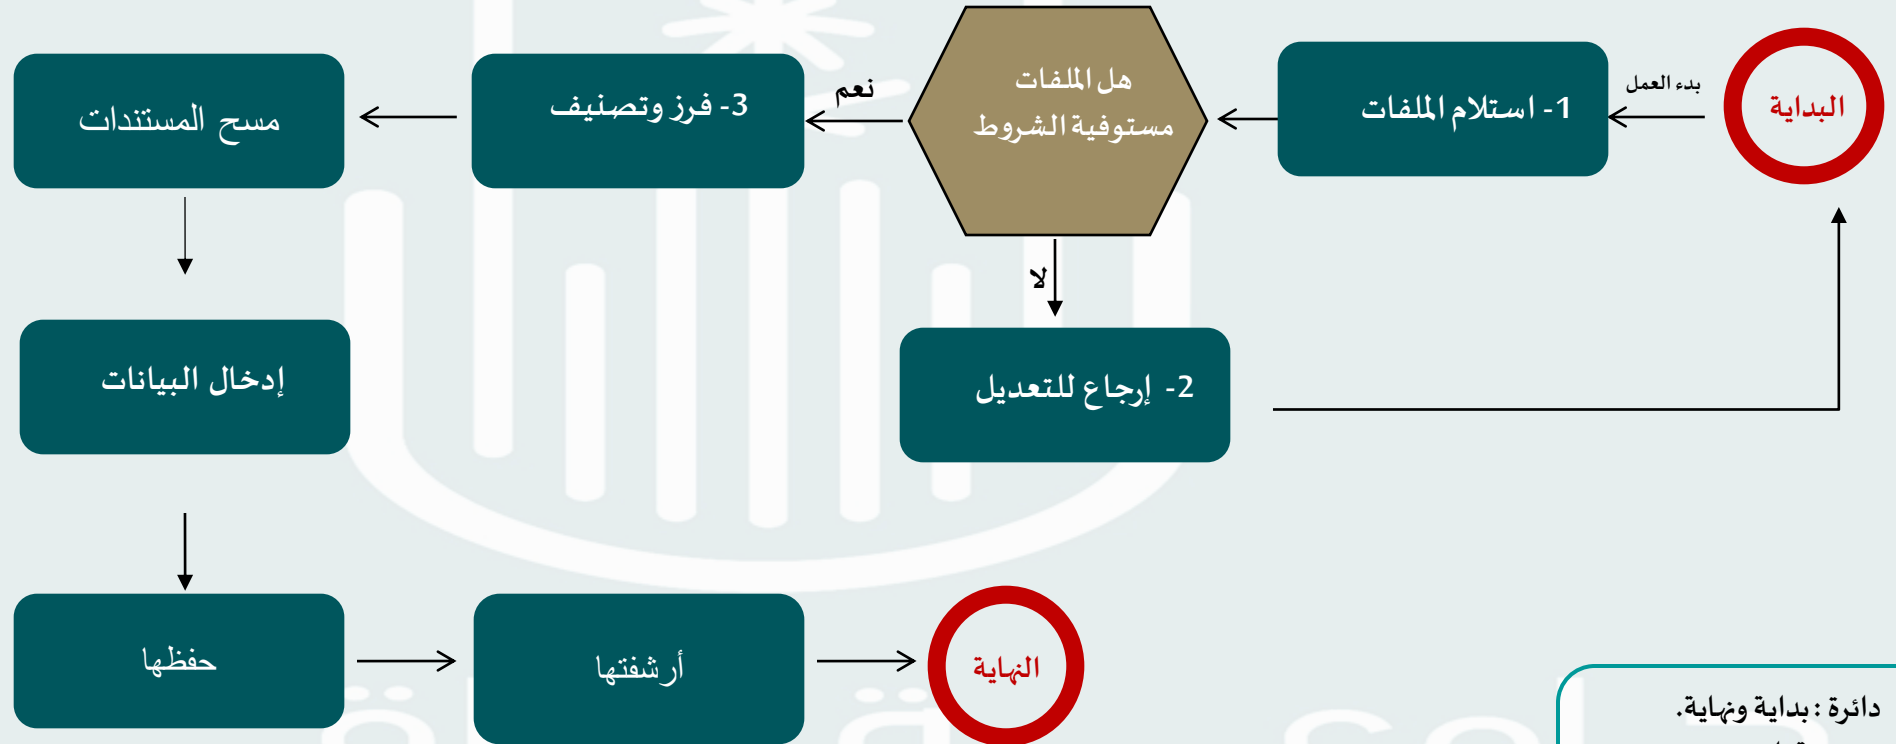 البداية
بدء العمل
1- استلام الملفات
هل الملفات
مستوفية الشروط
نعم
3- فرز وتصنيف
مسح المستندات
لا
2- إرجاع للتعديل
إدخال البيانات
حفظها
أرشفتها
النهاية
دائرة : بداية ونهاية.